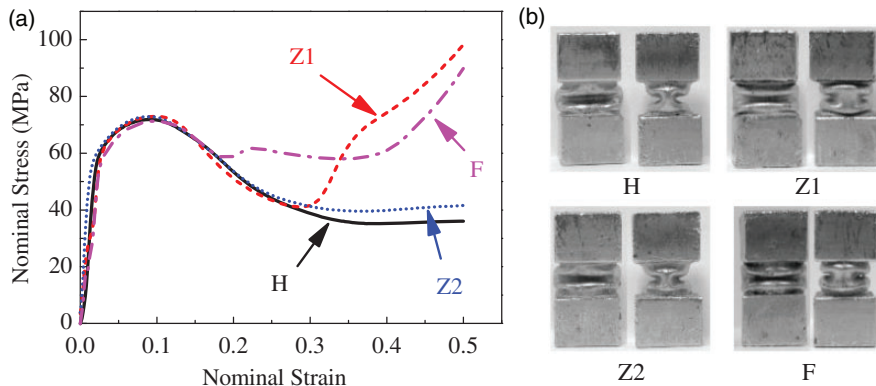 (a)
Nominal Stress (MPa)
100
80
60
40
20
0
0.0 0.1 0.2 0.3 0.4 0.5
Nominal Strain
Z1
F
H
Z2
(b)
H Z1
Z2 F